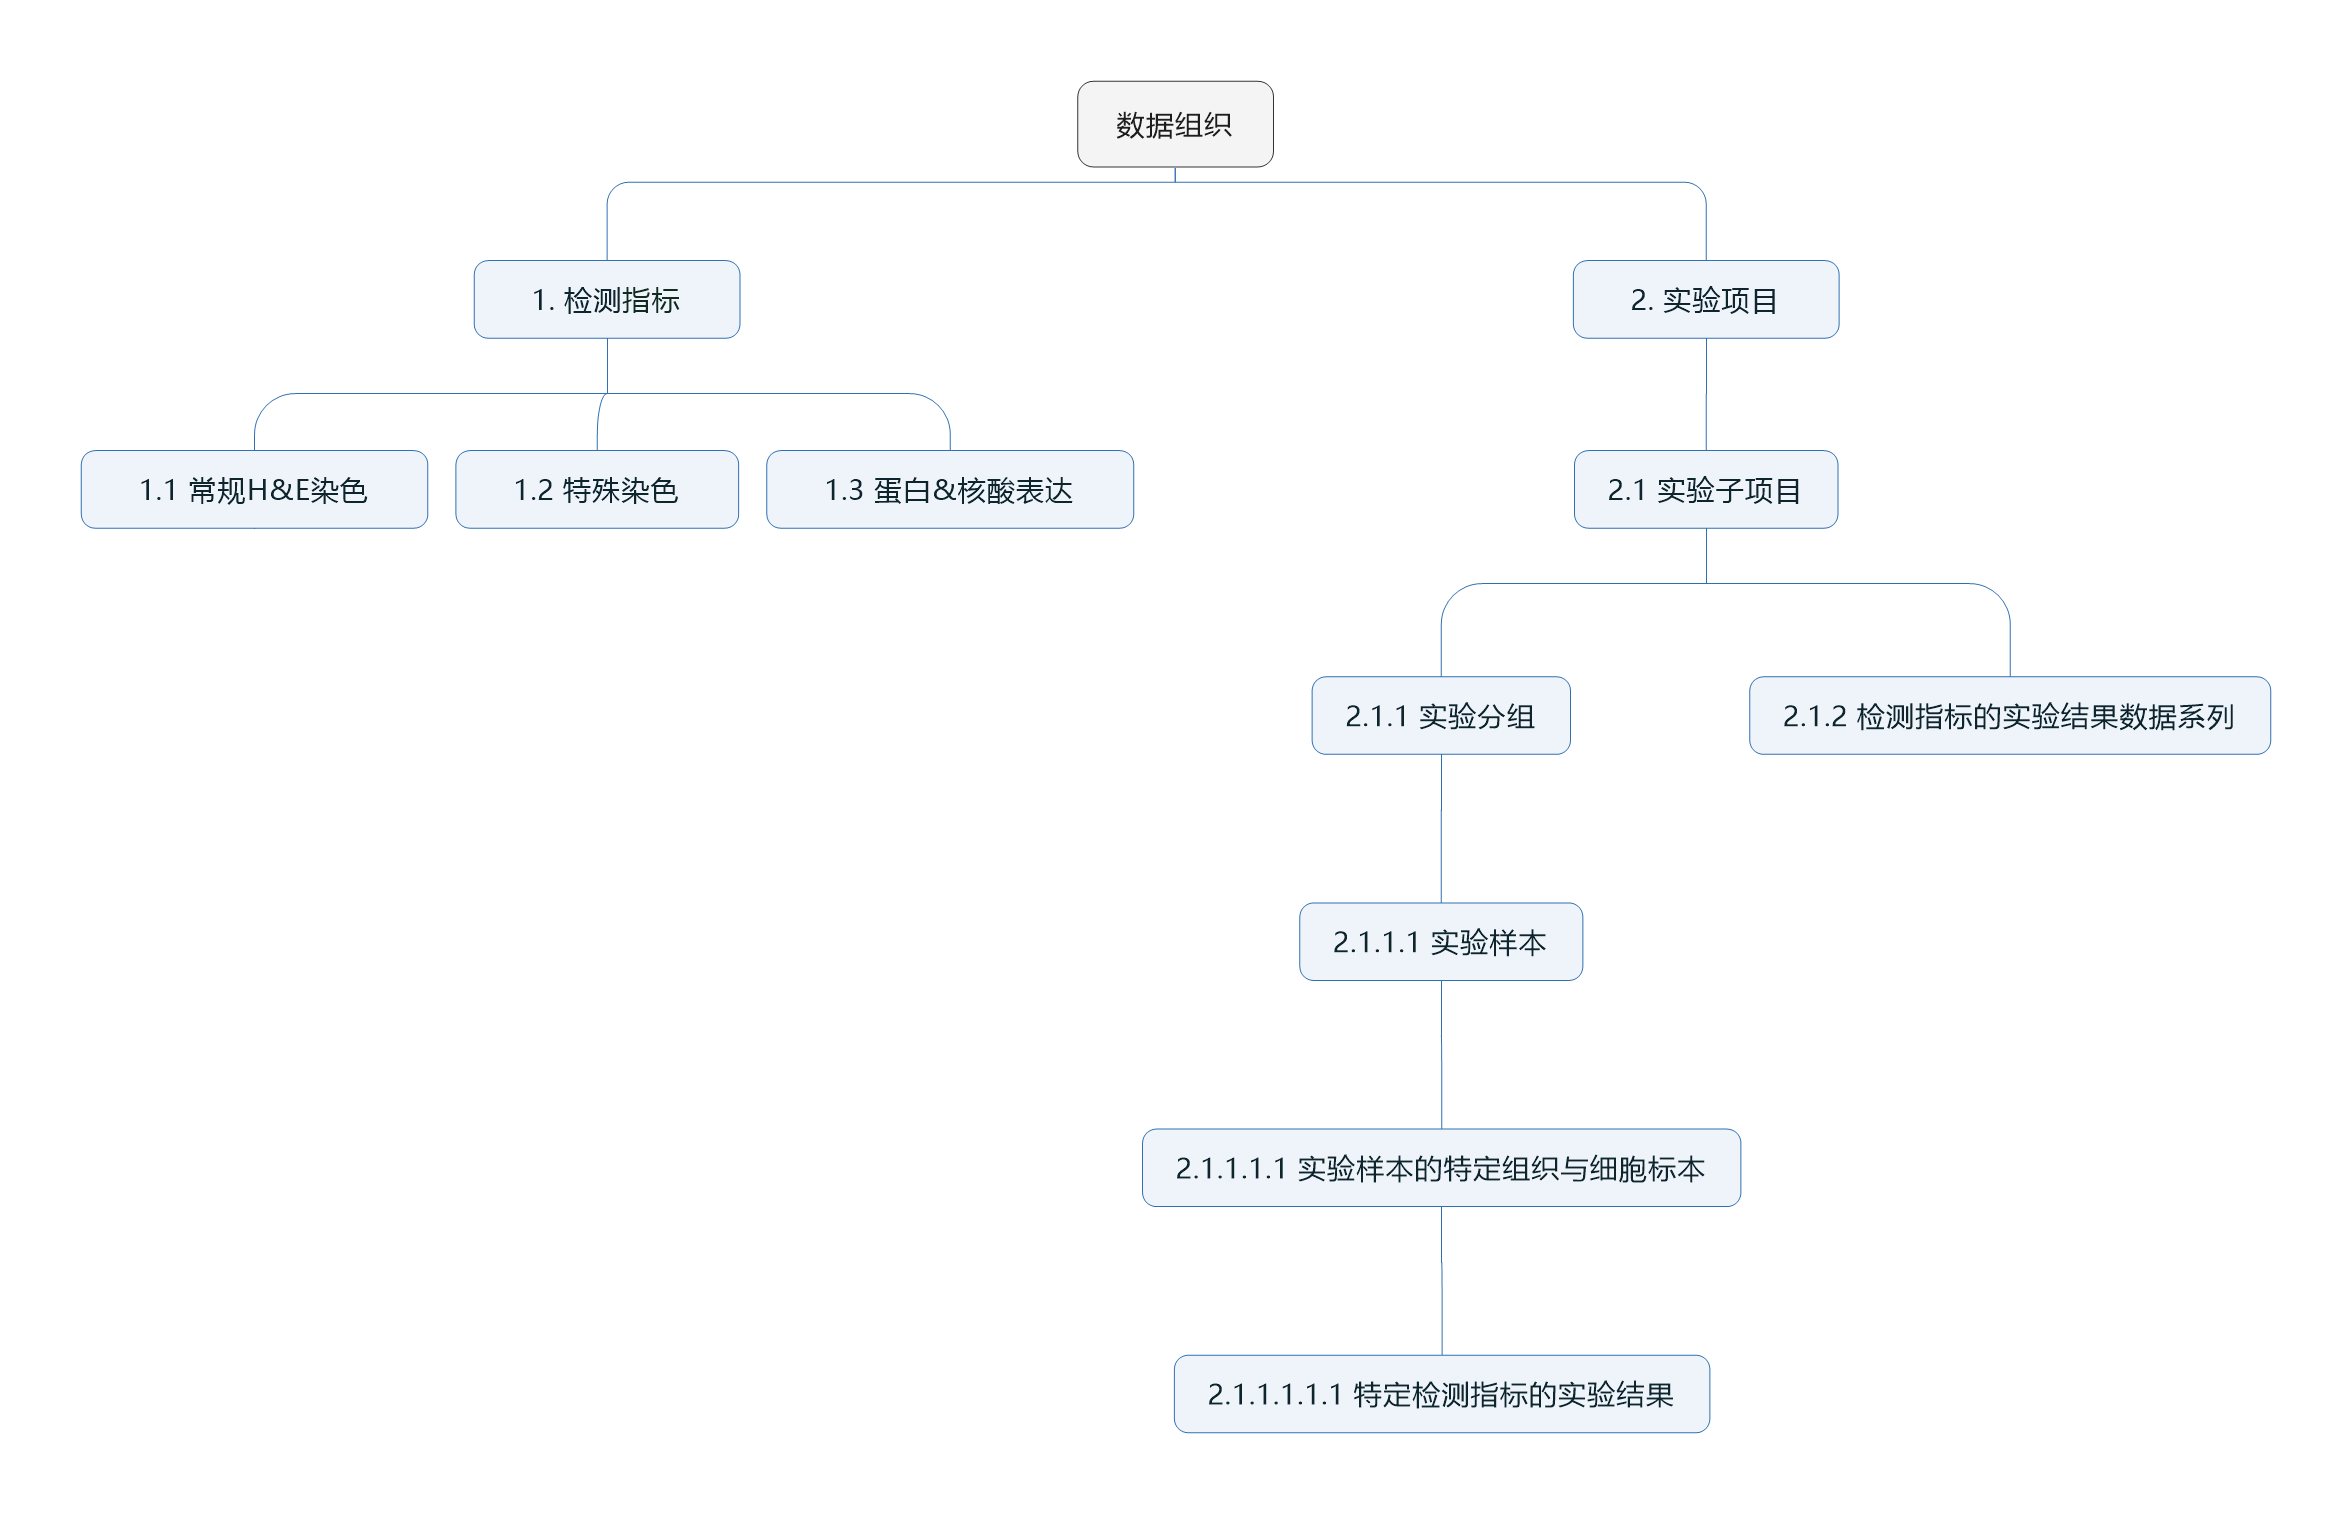 数据组织
1. 检测指标
2. 实验项目
1.1 常规H&E染色
1.2 特殊染色
1.3 蛋白&核酸表达
2.1 实验子项目
2.1.1 实验分组
2.1.2 检测指标的实验结果数据系列
2.1.1.1 实验样本
2.1.1.1.1 实验样本的特定组织与细胞标本
2.1.1.1.1.1 特定检测指标的实验结果